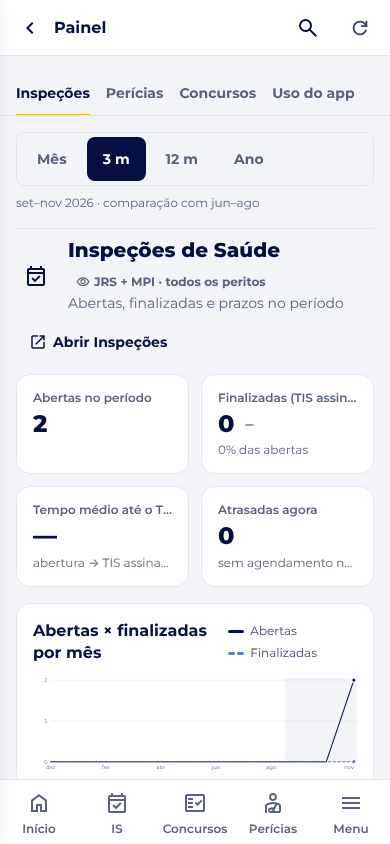 Painel
Inspeções Perícias Concursos Uso do app
Mês 3 m 12 m Ano
set–nov 2026 · comparação com jun–ago
Inspeções de Saúde
JRS + MPI · todos os peritos
Abertas, finalizadas e prazos no período
Abrir Inspeções
Abertas no período
2
Finalizadas (TIS assin...
0 –
0% das abertas
Tempo médio até o T...
—
abertura → TIS assina...
Atrasadas agora
0
sem agendamento n...
Abertas × finalizadas
por mês
Abertas
Finalizadas
2
1
0
dez fev abr jun ago nov
Início IS Concursos Perícias Menu